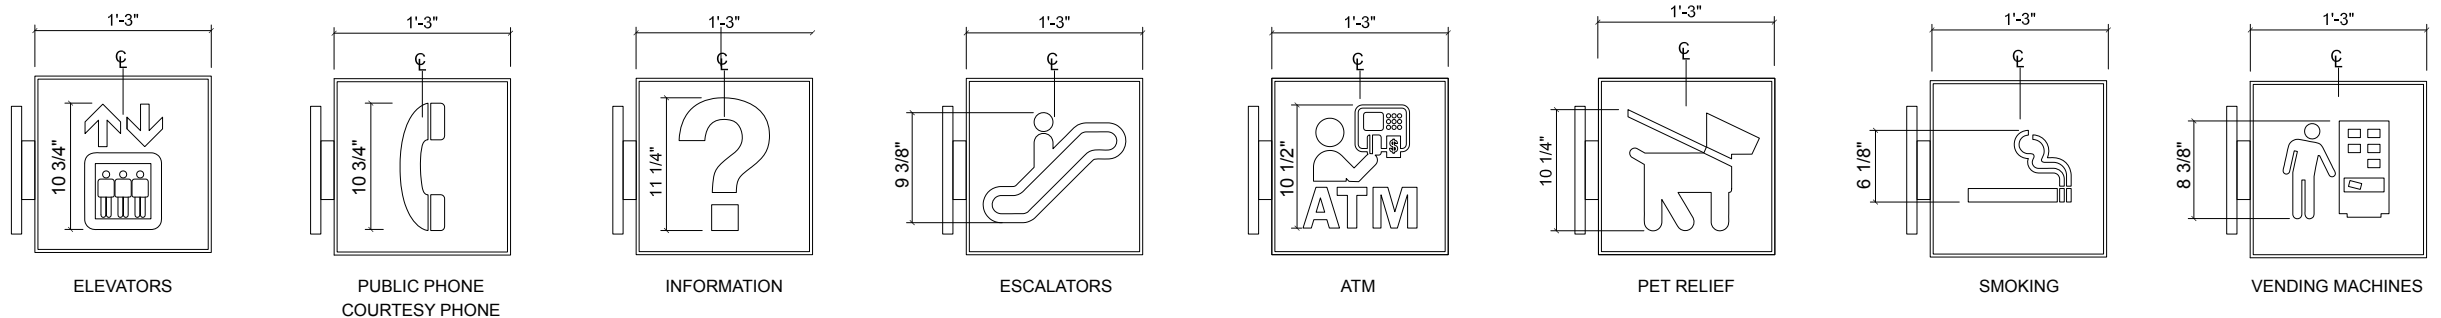 1'-3" 1'-3" 1'-3" 1'-3" 1'-3" 1'-3" 1'-3" 1'-3"
℄ ℄ ℄ ℄ ℄ ℄ ℄ ℄
10 3/4" 10 3/4" 11 1/4" 9 3/8" 10 1/2" 10 1/4" 6 1/8" 8 3/8"
$
ATM
ELEVATORS PUBLIC PHONE INFORMATION ESCALATORS ATM PET RELIEF SMOKING VENDING MACHINES
COURTESY PHONE